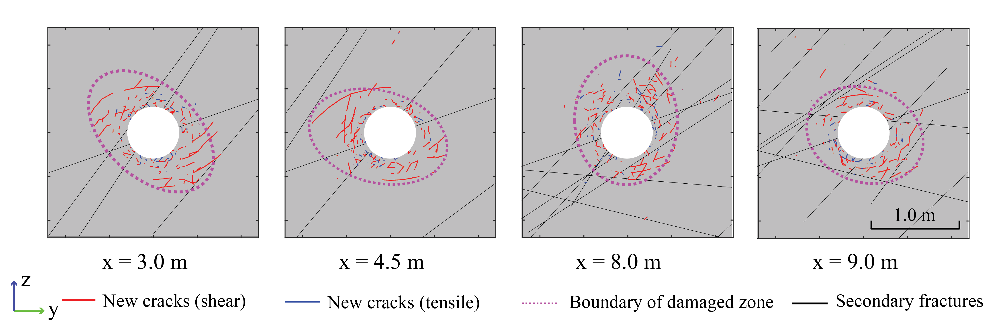 1.0 m
x = 3.0 m
x = 4.5 m
x = 8.0 m
x = 9.0 m
z
y
New cracks (shear)
New cracks (tensile)
Boundary of damaged zone
Secondary fractures